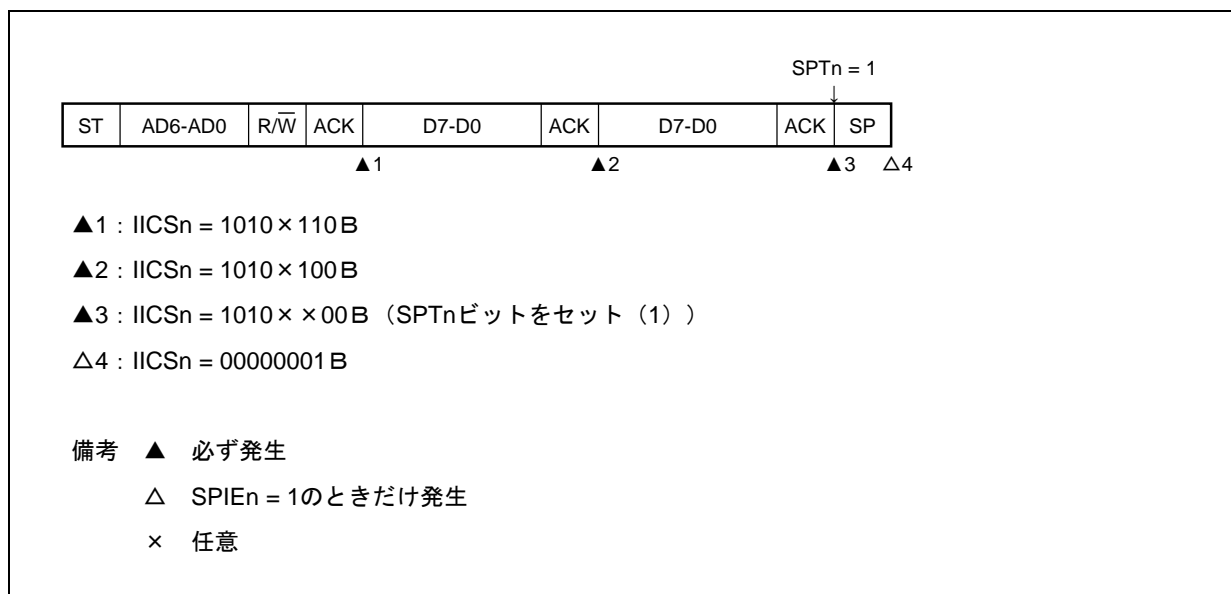 SPTn = 1
↓
ST AD6-AD0 R/W̅ ACK D7-D0 ACK D7-D0 ACK SP
▲1 ▲2 ▲3 △4
▲1：IICSn = 1010×110Ｂ
▲2：IICSn = 1010×100Ｂ
▲3：IICSn = 1010××00Ｂ（SPTnビットをセット（1））
△4：IICSn = 00000001Ｂ
備考 ▲ 必ず発生
△ SPIEn = 1のときだけ発生
× 任意